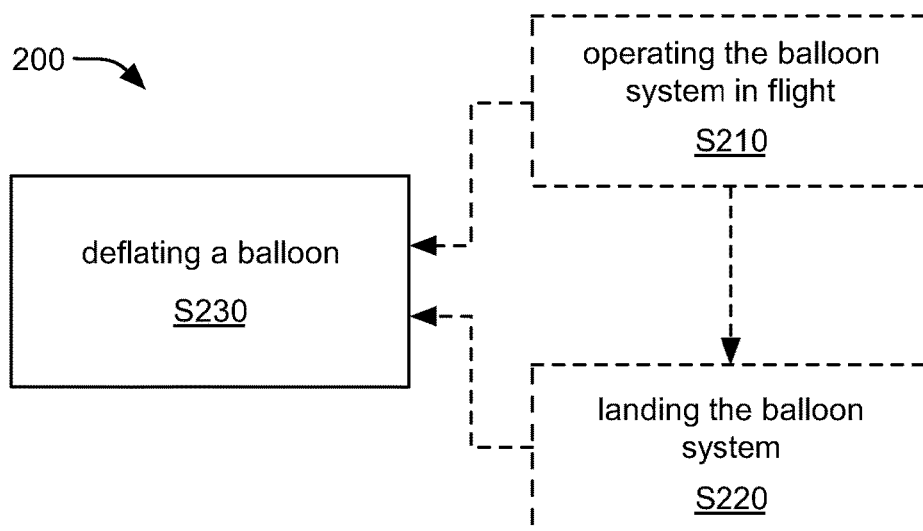 200
operating the balloon
system in flight
S210
deflating a balloon
S230
landing the balloon
system
S220